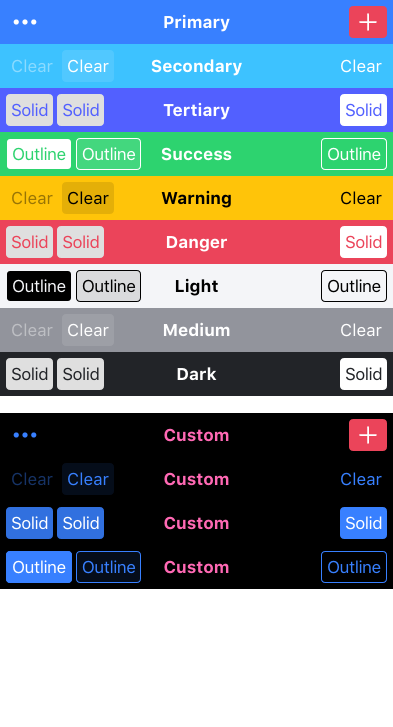 Primary
Clear Clear Secondary Clear
Solid Solid Tertiary Solid
Outline Outline Success Outline
Clear Clear Warning Clear
Solid Solid Danger Solid
Outline Outline Light Outline
Clear Clear Medium Clear
Solid Solid Dark Solid
Custom
Clear Clear Custom Clear
Solid Solid Custom Solid
Outline Outline Custom Outline